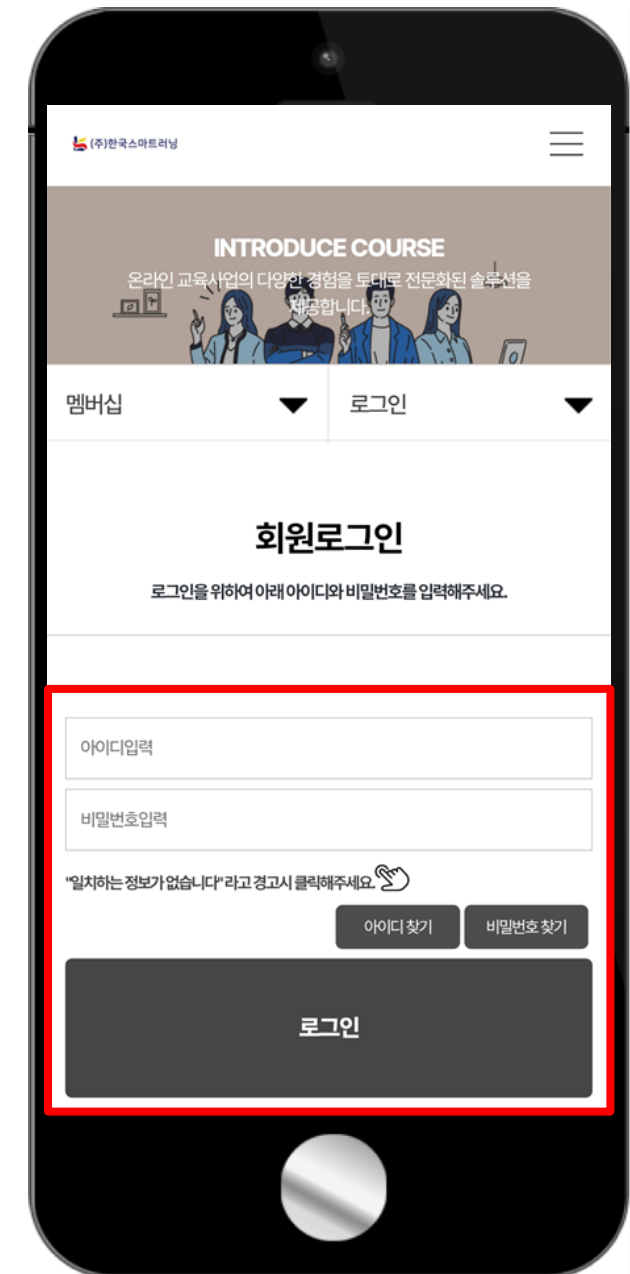 (주)한국스마트러닝
INTRODUCE COURSE
온라인 교육사업의 다양한 경험을 토대로 전문화된 솔루션을
제공합니다.
멤버십
로그인
회원로그인
로그인을 위하여 아래 아이디와 비밀번호를 입력해주세요.
아이디입력
비밀번호입력
"일치하는 정보가 없습니다" 라고 경고시 클릭해주세요.
아이디 찾기
비밀번호 찾기
로그인